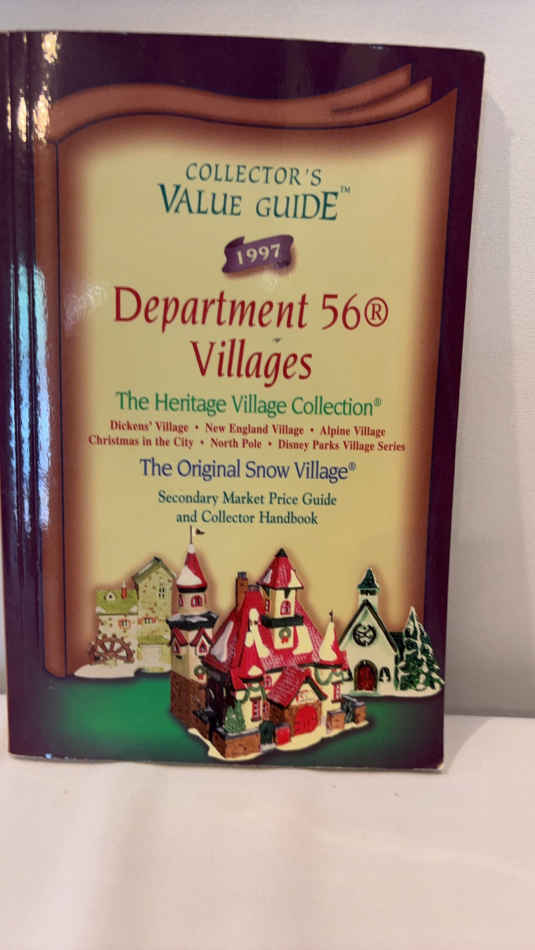 COLLECTOR'S
VALUE GUIDE™
1997
Department 56®
Villages
The Heritage Village Collection®
Dickens' Village • New England Village • Alpine Village
Christmas in the City • North Pole • Disney Parks Village Series
The Original Snow Village®
Secondary Market Price Guide
and Collector Handbook